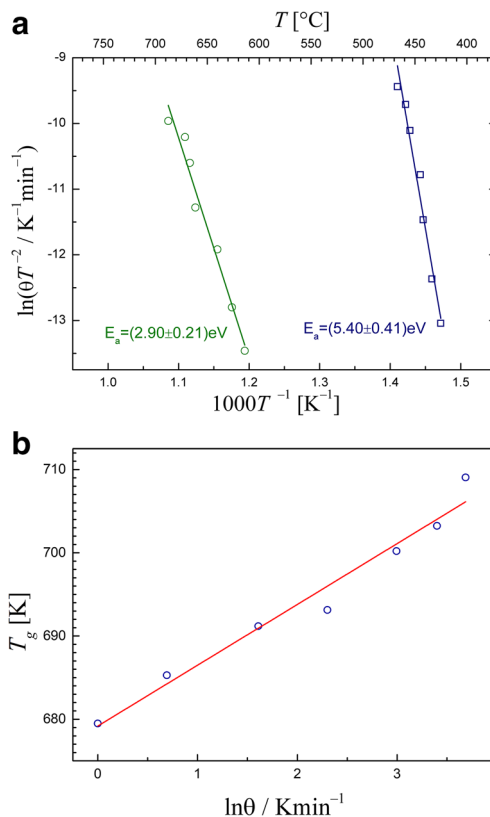 a
T [°C]
750 700 650 600 550 500 450 400
ln(θT⁻² / K⁻¹min⁻¹)
-9
-10
-11
-12
-13
Eₐ=(2.90±0.21)eV
Eₐ=(5.40±0.41)eV
1.0 1.1 1.2 1.3 1.4 1.5
1000T ⁻¹ [K⁻¹]
b
T_g [K]
710
700
690
680
0 1 2 3
lnθ / Kmin⁻¹